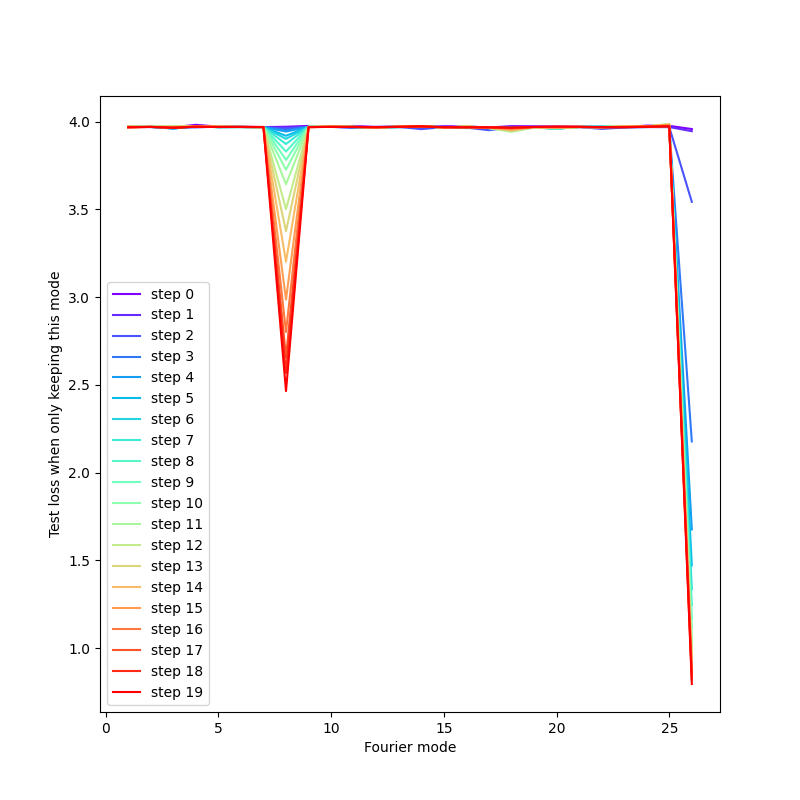 4.0
3.5
3.0
2.5
2.0
1.5
1.0
Test loss when only keeping this mode
step 0
step 1
step 2
step 3
step 4
step 5
step 6
step 7
step 8
step 9
step 10
step 11
step 12
step 13
step 14
step 15
step 16
step 17
step 18
step 19
0 5 10 15 20 25
Fourier mode